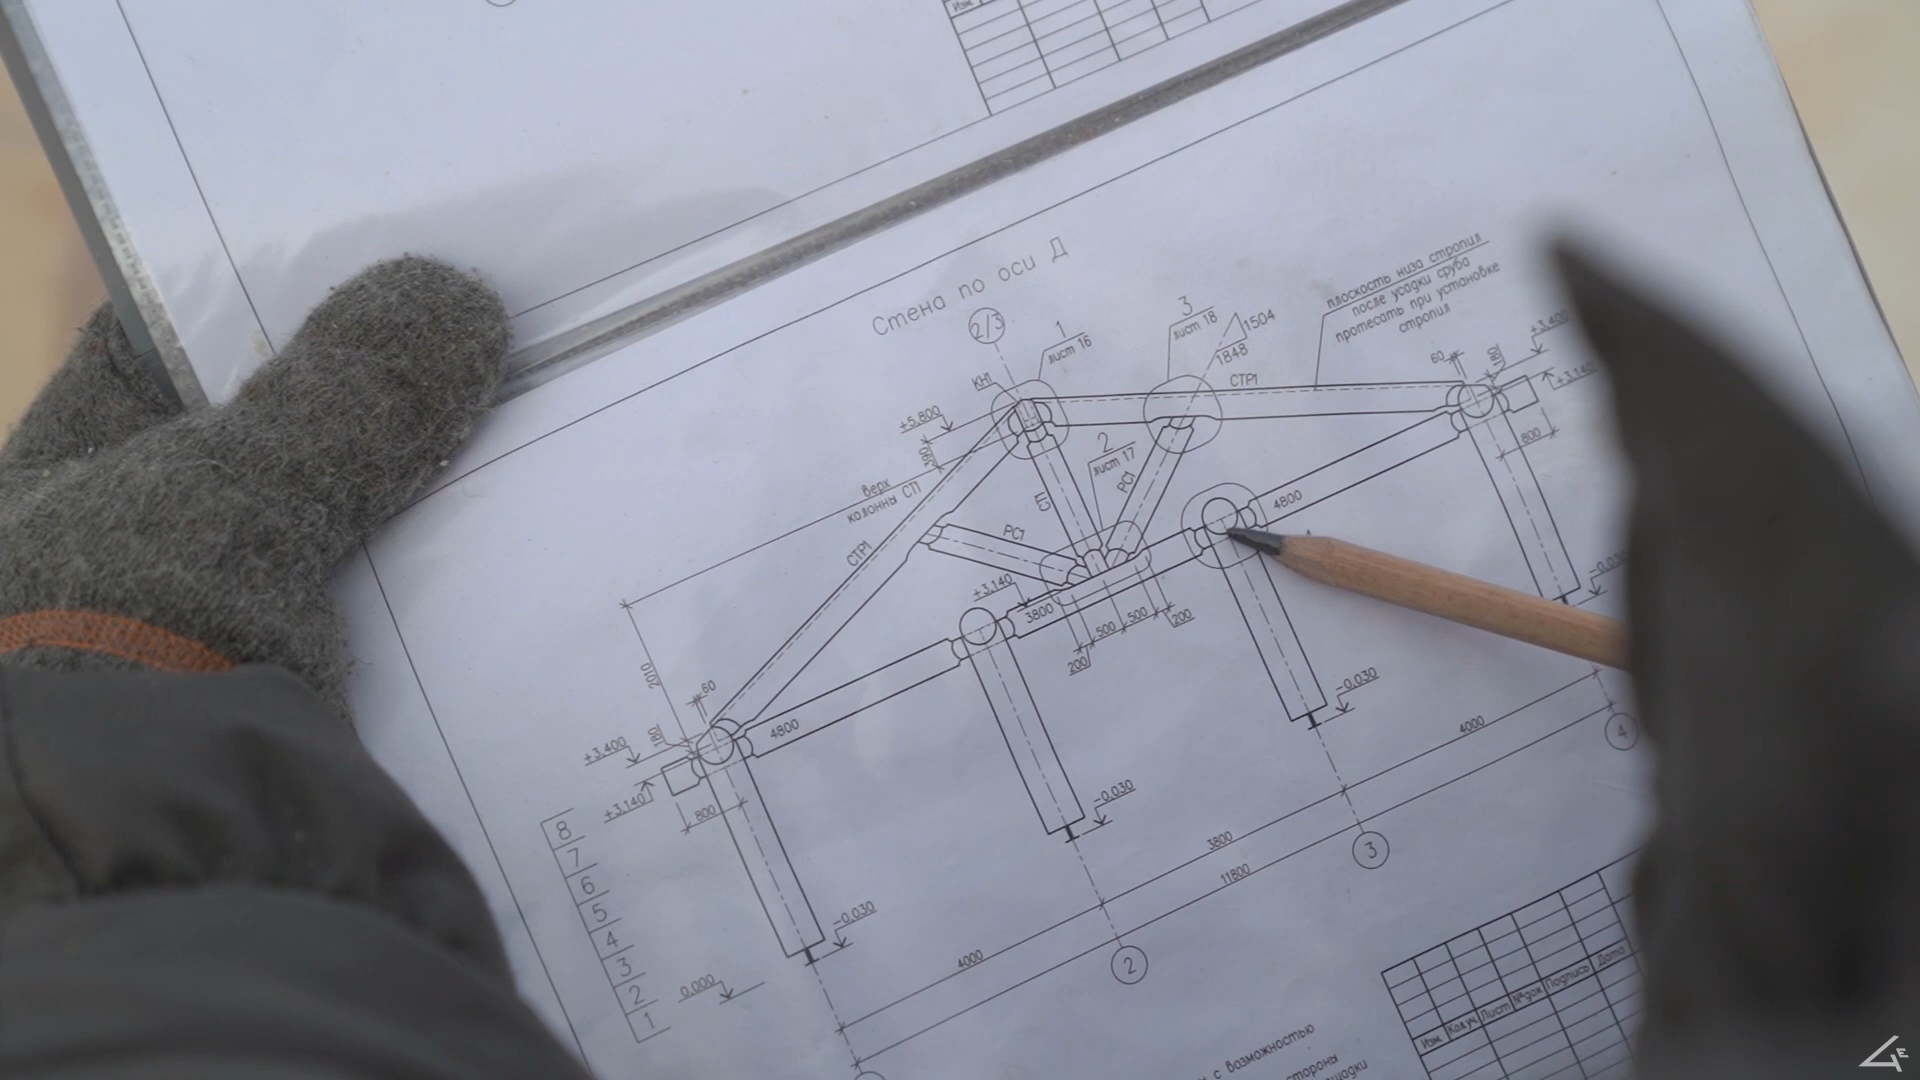 Изм.
Стена по оси Д
2/3
1
лист 16
3
лист 18
1504
1848
плоскость низа стропил
после усадки сруба
протесать при установке
стропил
КН1
СТР1
60
180
+3,400
+3,140
800
+5,800
390
2
лист 17
верх
колонны СП
СП
РС1
РС1
СТР1
4800
+3,140
3800
500
500
200
200
2010
60
180
4800
+3,400
+3,140
800
-0,030
-0,030
-0,030
-0,030
8
7
6
5
4
3
2
1
0,000
4000
3800
4000
11800
2
3
4
Изм.
Кол.уч.
Лист
№док
Подпись
Дата
с возможностью
стороны